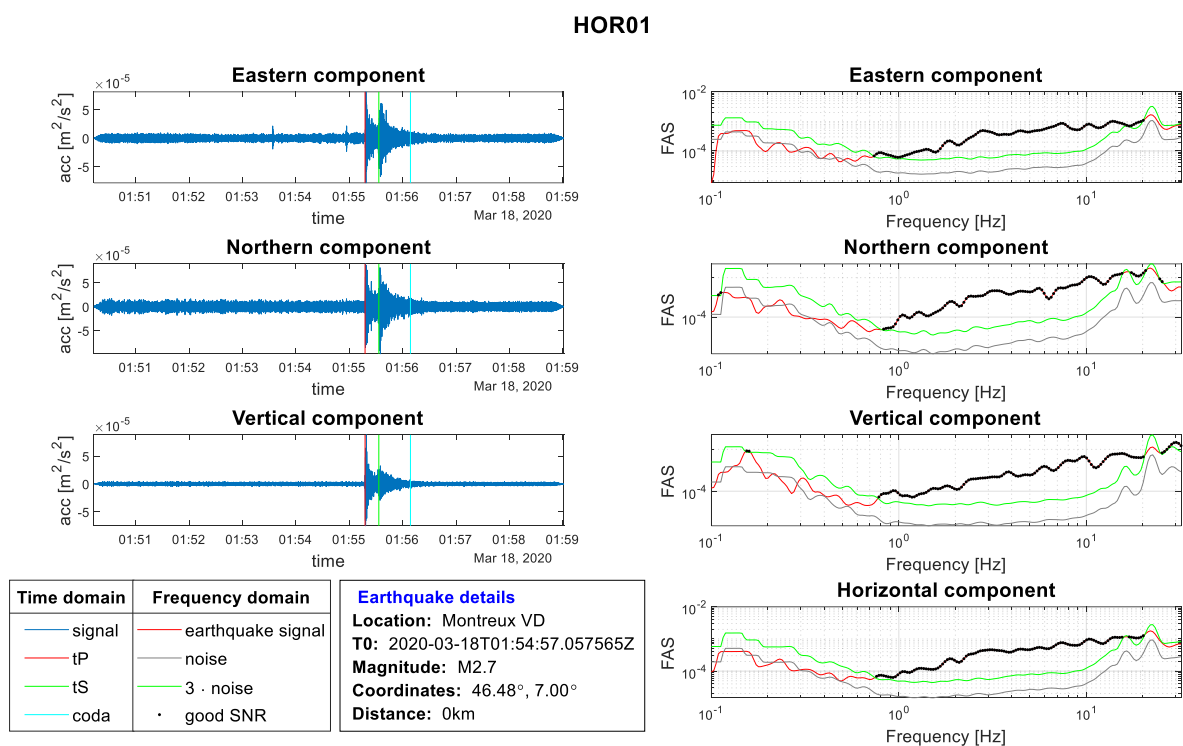 HOR01
Eastern component
×10⁻⁵
acc [m²/s²]
5
0
-5
01:51 01:52 01:53 01:54 01:55 01:56 01:57 01:58 01:59
time
Mar 18, 2020
Eastern component
FAS
10⁻²
10⁻⁴
10⁻¹ 10⁰ 10¹
Frequency [Hz]
Northern component
×10⁻⁵
acc [m²/s²]
5
0
-5
01:51 01:52 01:53 01:54 01:55 01:56 01:57 01:58 01:59
time
Mar 18, 2020
Northern component
FAS
10⁻⁴
10⁻¹ 10⁰ 10¹
Frequency [Hz]
Vertical component
×10⁻⁵
acc [m²/s²]
5
0
-5
01:51 01:52 01:53 01:54 01:55 01:56 01:57 01:58 01:59
time
Mar 18, 2020
Vertical component
FAS
10⁻⁴
10⁻¹ 10⁰ 10¹
Frequency [Hz]
Time domain Frequency domain
signal earthquake signal
tP noise
tS 3 · noise
coda good SNR
Earthquake details
Location: Montreux VD
T0: 2020-03-18T01:54:57.057565Z
Magnitude: M2.7
Coordinates: 46.48°, 7.00°
Distance: 0km
Horizontal component
FAS
10⁻²
10⁻⁴
10⁻¹ 10⁰ 10¹
Frequency [Hz]